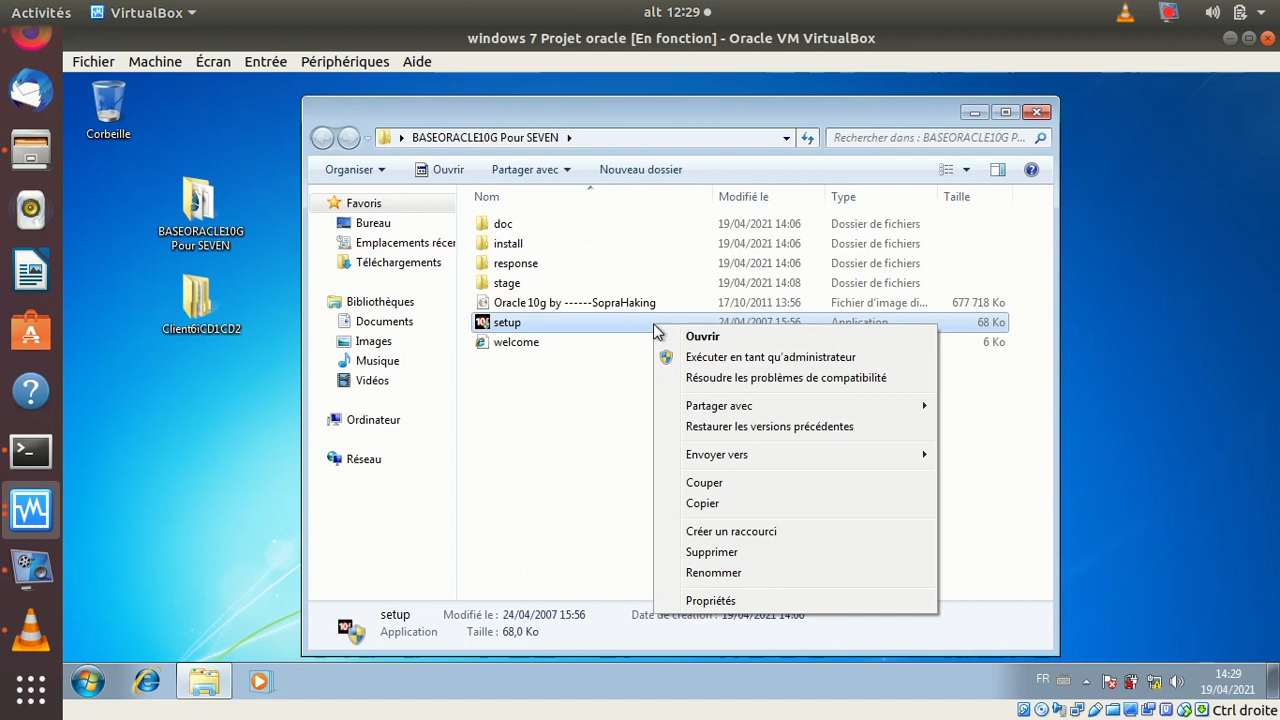 Activités
VirtualBox
alt 12:29
windows 7 Projet oracle [En fonction] - Oracle VM VirtualBox
Fichier Machine Écran Entrée Périphériques Aide
Corbeille
BASEORACLE10G Pour SEVEN
Client6iCD1CD2
BASEORACLE10G Pour SEVEN
Rechercher dans : BASEORACLE10G P...
Organiser Ouvrir Partager avec Nouveau dossier
Favoris
Bureau
Emplacements récen
Téléchargements
Bibliothèques
Documents
Images
Musique
Vidéos
Ordinateur
Réseau
Nom Modifié le Type Taille
doc 19/04/2021 14:06 Dossier de fichiers
install 19/04/2021 14:06 Dossier de fichiers
response 19/04/2021 14:06 Dossier de fichiers
stage 19/04/2021 14:08 Dossier de fichiers
Oracle 10g by ------SopraHaking 17/10/2011 13:56 Fichier d'image di... 677 718 Ko
setup 24/04/2007 15:56 Application 68 Ko
welcome 6 Ko
Ouvrir
Exécuter en tant qu'administrateur
Résoudre les problèmes de compatibilité
Partager avec
Restaurer les versions précédentes
Envoyer vers
Couper
Copier
Créer un raccourci
Supprimer
Renommer
Propriétés
setup Modifié le : 24/04/2007 15:56 Date de création : 19/04/2021 14:06
Application Taille : 68,0 Ko
FR
14:29
19/04/2021
Ctrl droite